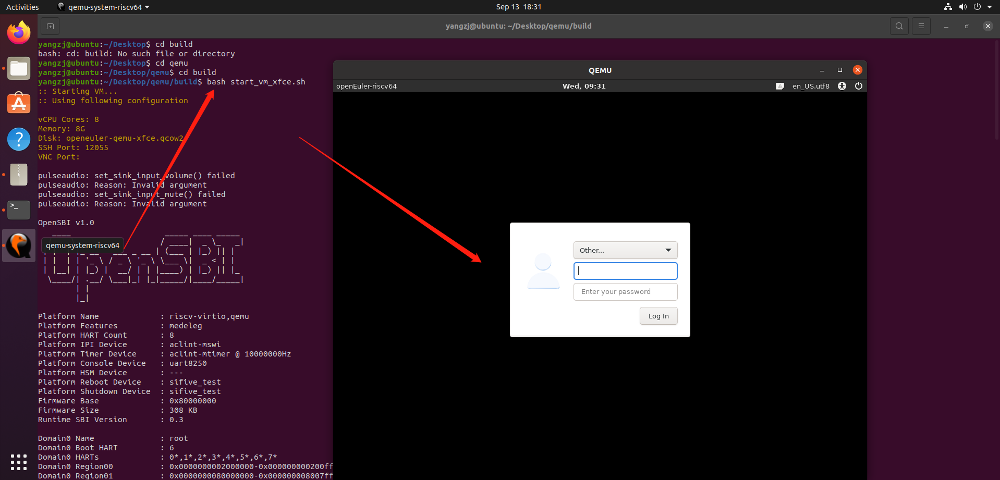 Activities
qemu-system-riscv64
Sep 13 18:31
yangzj@ubuntu: ~/Desktop/qemu/build
yangzj@ubuntu:~/Desktop$ cd build
bash: cd: build: No such file or directory
yangzj@ubuntu:~/Desktop$ cd qemu
yangzj@ubuntu:~/Desktop/qemu$ cd build
yangzj@ubuntu:~/Desktop/qemu/build$ bash start_vm_xfce.sh
:: Starting VM...
:: Using following configuration
vCPU Cores: 8
Memory: 8G
Disk: openeuler-qemu-xfce.qcow2
SSH Port: 12055
VNC Port:
pulseaudio: set_sink_input_volume() failed
pulseaudio: Reason: Invalid argument
pulseaudio: set_sink_input_mute() failed
pulseaudio: Reason: Invalid argument
OpenSBI v1.0
OpenSBI
qemu-system-riscv64
Platform Name : riscv-virtio,qemu
Platform Features : medeleg
Platform HART Count : 8
Platform IPI Device : aclint-mswi
Platform Timer Device : aclint-mtimer @ 10000000Hz
Platform Console Device : uart8250
Platform HSM Device : ---
Platform Reboot Device : sifive_test
Platform Shutdown Device : sifive_test
Firmware Base : 0x80000000
Firmware Size : 308 KB
Runtime SBI Version : 0.3
Domain0 Name : root
Domain0 Boot HART : 6
Domain0 HARTs : 0*,1*,2*,3*,4*,5*,6*,7*
Domain0 Region00 : 0x0000000002000000-0x000000000200ff
Domain0 Region01 : 0x0000000080000000-0x000000008007ff
QEMU
openEuler-riscv64
Wed, 09:31
en_US.utf8
Other...
Enter your password
Log In